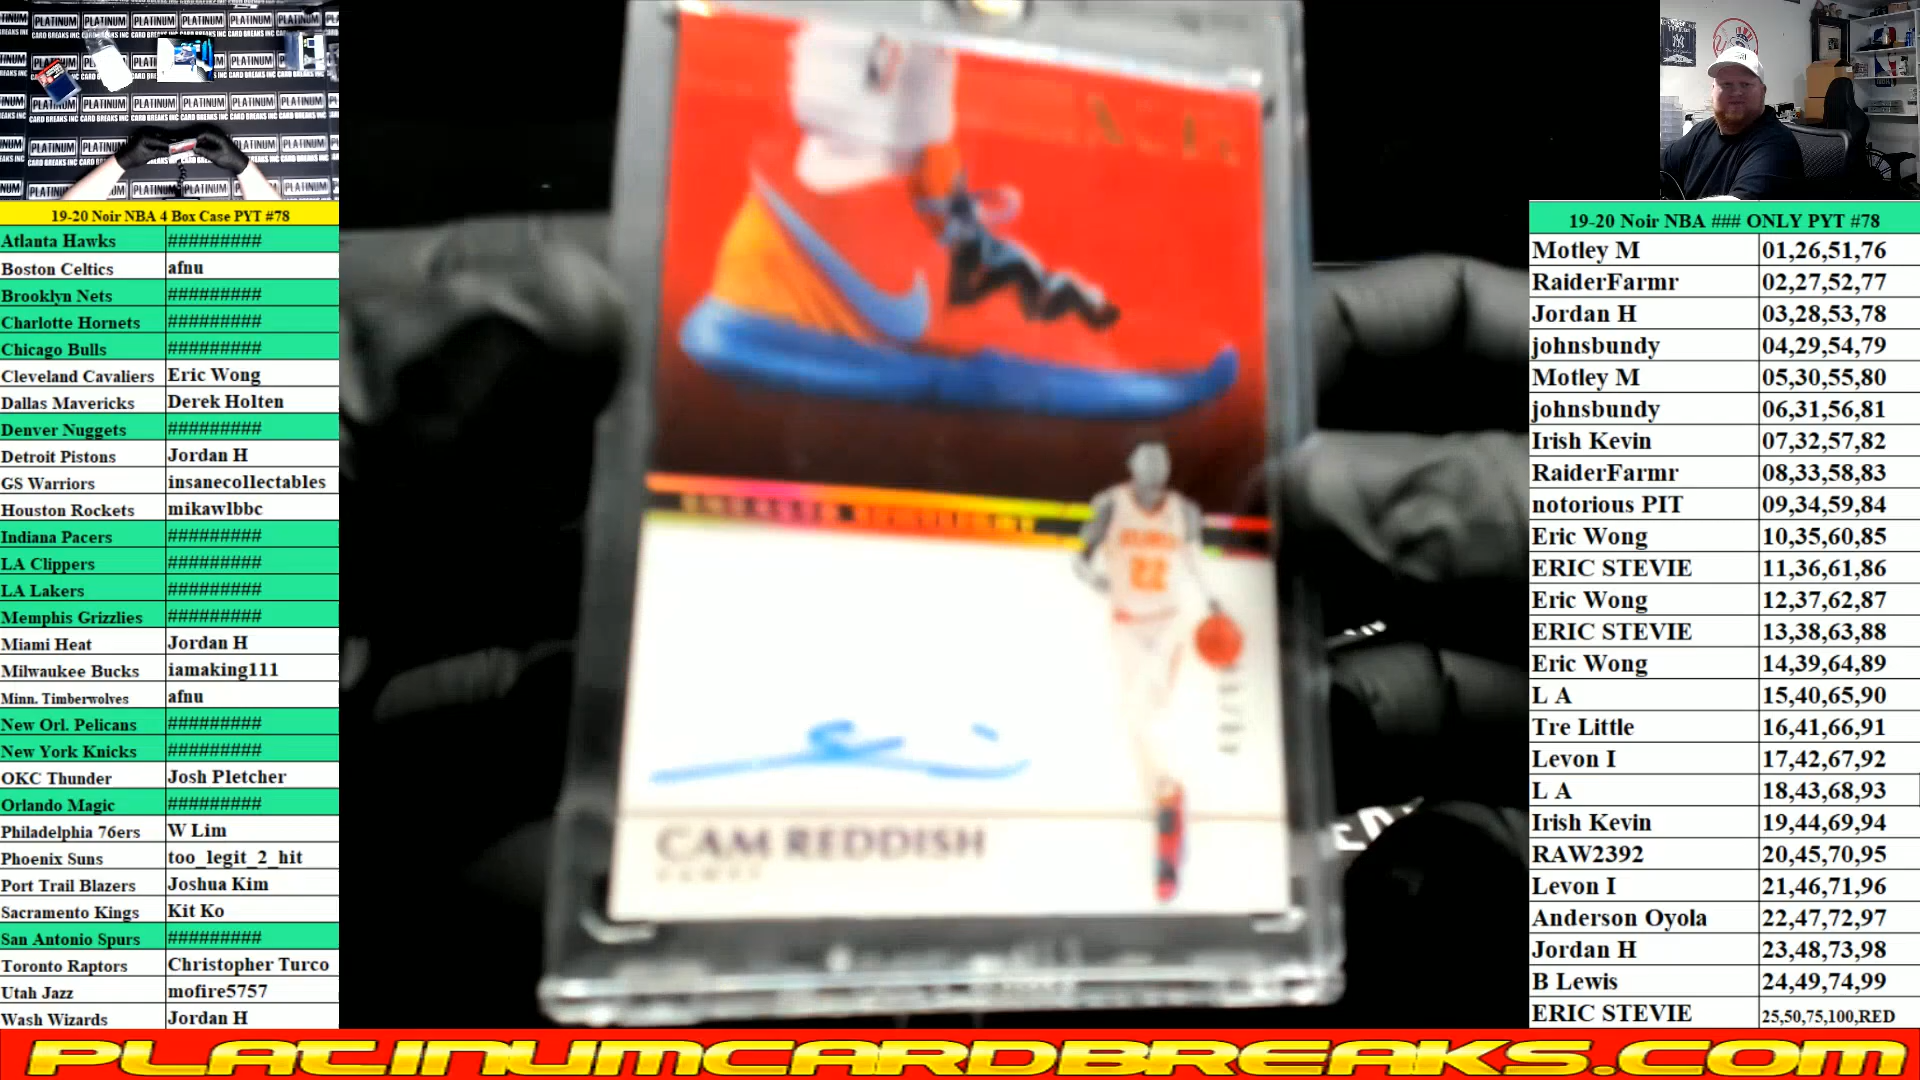 19-20 Noir NBA 4 Box Case PYT #78
Atlanta Hawks #########
Boston Celtics afnu
Brooklyn Nets #########
Charlotte Hornets #########
Chicago Bulls #########
Cleveland Cavaliers Eric Wong
Dallas Mavericks Derek Holten
Denver Nuggets #########
Detroit Pistons Jordan H
GS Warriors insanecollectables
Houston Rockets mikawlbbc
Indiana Pacers #########
LA Clippers #########
LA Lakers #########
Memphis Grizzlies #########
Miami Heat Jordan H
Milwaukee Bucks iamaking111
Minn. Timberwolves afnu
New Orl. Pelicans #########
New York Knicks #########
OKC Thunder Josh Pletcher
Orlando Magic #########
Philadelphia 76ers W Lim
Phoenix Suns too_legit_2_hit
Port Trail Blazers Joshua Kim
Sacramento Kings Kit Ko
San Antonio Spurs #########
Toronto Raptors Christopher Turco
Utah Jazz mofire5757
Wash Wizards Jordan H
PLATINUM
CARD BREAKS INC
22
CAM REDDISH
19-20 Noir NBA ### ONLY PYT #78
Motley M 01,26,51,76
RaiderFarmr 02,27,52,77
Jordan H 03,28,53,78
johnsbundy 04,29,54,79
Motley M 05,30,55,80
johnsbundy 06,31,56,81
Irish Kevin 07,32,57,82
RaiderFarmr 08,33,58,83
notorious PIT 09,34,59,84
Eric Wong 10,35,60,85
ERIC STEVIE 11,36,61,86
Eric Wong 12,37,62,87
ERIC STEVIE 13,38,63,88
Eric Wong 14,39,64,89
L A 15,40,65,90
Tre Little 16,41,66,91
Levon I 17,42,67,92
L A 18,43,68,93
Irish Kevin 19,44,69,94
RAW2392 20,45,70,95
Levon I 21,46,71,96
Anderson Oyola 22,47,72,97
Jordan H 23,48,73,98
B Lewis 24,49,74,99
ERIC STEVIE 25,50,75,100,RED
PLATINUMCARDBREAKS.COM